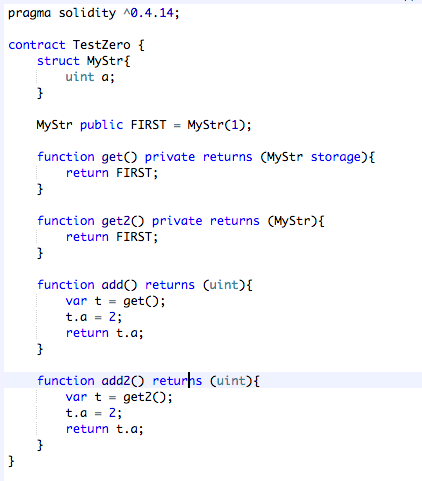 pragma solidity ^0.4.14;

contract TestZero {
    struct MyStr{
        uint a;
    }

    MyStr public FIRST = MyStr(1);

    function get() private returns (MyStr storage){
        return FIRST;
    }

    function get2() private returns (MyStr){
        return FIRST;
    }

    function add() returns (uint){
        var t = get();
        t.a = 2;
        return t.a;
    }

    function add2() returns (uint){
        var t = get2();
        t.a = 2;
        return t.a;
    }
}